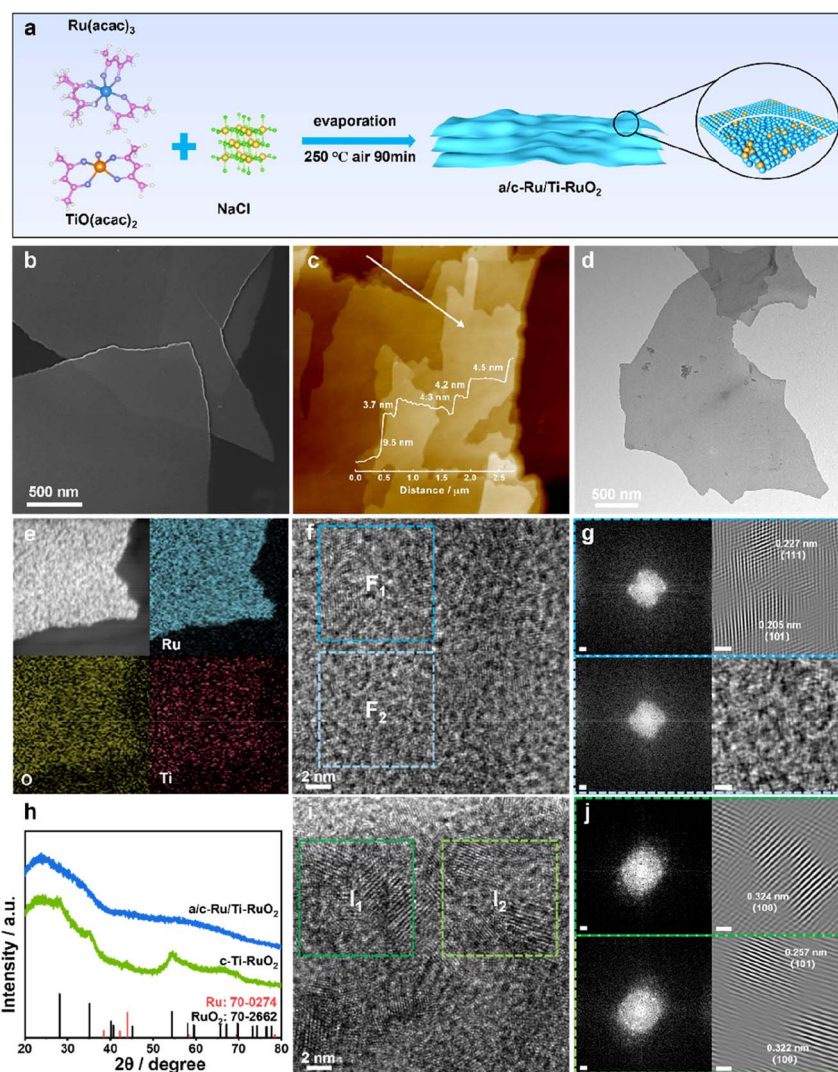 a
Ru(acac)₃
TiO(acac)₂
NaCl
evaporation
250 °C air 90min
a/c-Ru/Ti-RuO₂
b
500 nm
c
3.7 nm
9.5 nm
4.3 nm
4.2 nm
4.5 nm
0.0 0.5 1.0 1.5 2.0 2.5
Distance / μm
d
500 nm
e
Ru
O
Ti
f
F₁
F₂
2 nm
g
0.227 nm
(111)
0.205 nm
(101)
h
Intensity / a.u.
a/c-Ru/Ti-RuO₂
c-Ti-RuO₂
Ru: 70-0274
RuO₂: 70-2662
20 30 40 50 60 70 80
2θ / degree
i
I₁
I₂
2 nm
j
0.324 nm
(100)
0.257 nm
(101)
0.322 nm
(100)